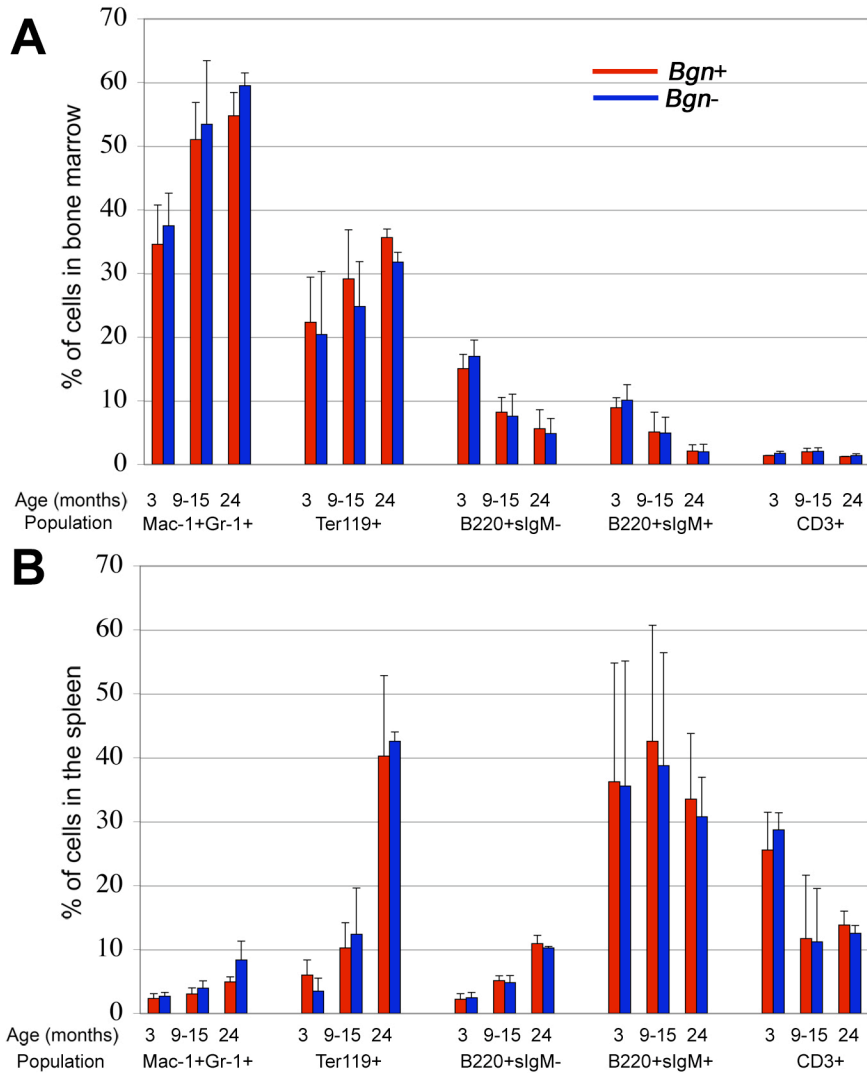 A
70
60
50
40
30
20
10
0
% of cells in bone marrow
Bgn+
Bgn-
Age (months) 3 9-15 24 3 9-15 24 3 9-15 24 3 9-15 24 3 9-15 24
Population Mac-1+Gr-1+ Ter119+ B220+sIgM- B220+sIgM+ CD3+
B
70
60
50
40
30
20
10
0
% of cells in the spleen
Age (months) 3 9-15 24 3 9-15 24 3 9-15 24 3 9-15 24 3 9-15 24
Population Mac-1+Gr-1+ Ter119+ B220+sIgM- B220+sIgM+ CD3+